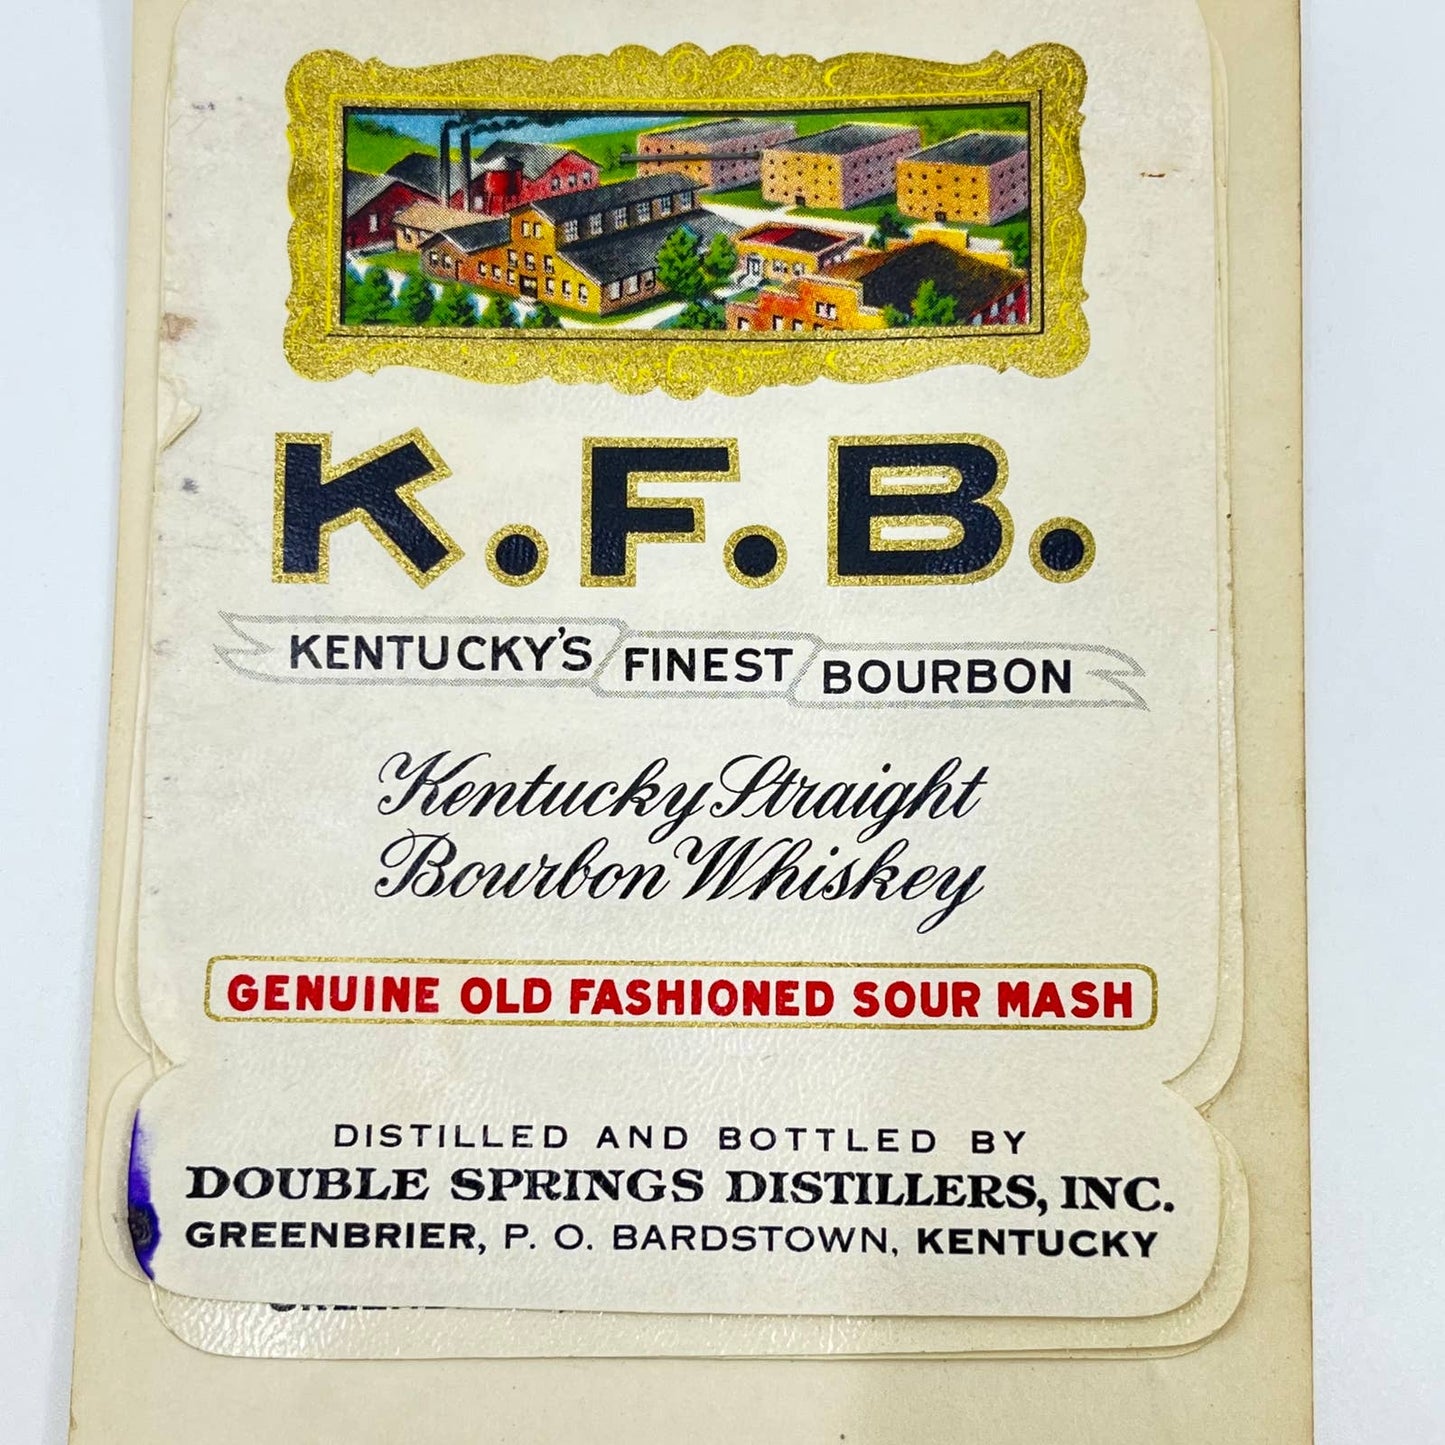 K.F.B.
KENTUCKY'S FINEST BOURBON
Kentucky Straight
Bourbon Whiskey
GENUINE OLD FASHIONED SOUR MASH
DISTILLED AND BOTTLED BY
DOUBLE SPRINGS DISTILLERS, INC.
GREENBRIER, P. O. BARDSTOWN, KENTUCKY